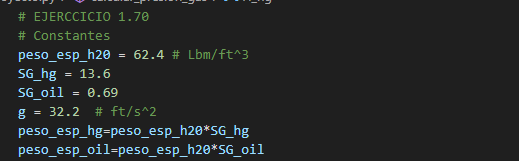 # EJERCCICIO 1.70
# Constantes
peso_esp_h20 = 62.4 # Lbm/ft^3
SG_hg = 13.6
SG_oil = 0.69
g = 32.2  # ft/s^2
peso_esp_hg=peso_esp_h20*SG_hg
peso_esp_oil=peso_esp_h20*SG_oil